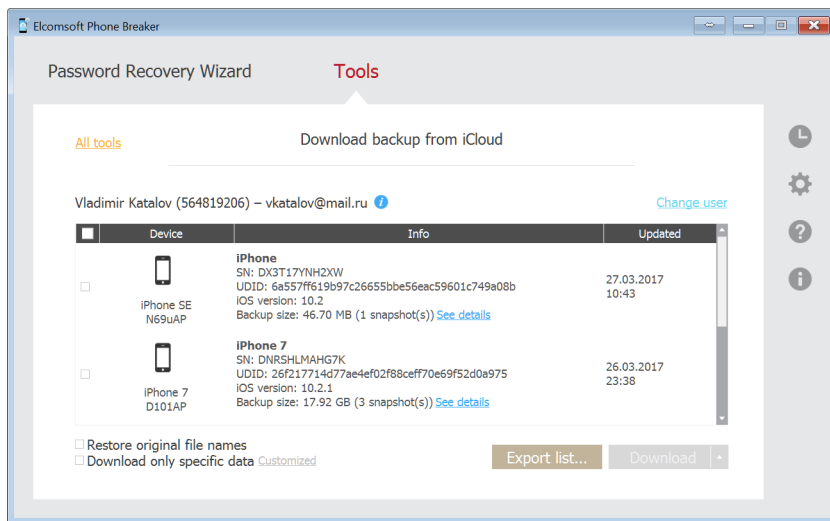 Elcomsoft Phone Breaker
Password Recovery Wizard
Tools
All tools
Download backup from iCloud
Vladimir Katalov (564819206) – vkatalov@mail.ru
Change user
Device
Info
Updated
iPhone SE
N69uAP
iPhone
SN: DX3T17YNH2XW
UDID: 6a557ff619b97c26655bbe56eac59601c749a08b
iOS version: 10.2
Backup size: 46.70 MB (1 snapshot(s)) See details
27.03.2017
10:43
iPhone 7
D101AP
iPhone 7
SN: DNRSHLMAHG7K
UDID: 26f217714d77ae4ef02f88ceff70e69f52d0a975
iOS version: 10.2.1
Backup size: 17.92 GB (3 snapshot(s)) See details
26.03.2017
23:38
Restore original file names
Download only specific data Customized
Export list...
Download